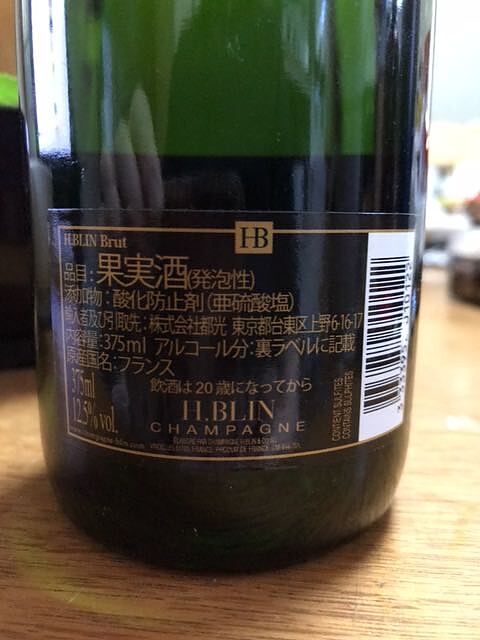 H.BLIN Brut
HB
品目:果実酒(発泡性)
添加物:酸化防止剤(亜硫酸塩)
輸入者及び引取先:株式会社都光 東京都台東区上野6-16-17
内容量:375ml アルコール分:裏ラベルに記載
原産国名:フランス
飲酒は20歳になってから
375ml
12.5% vol.
H.BLIN
CHAMPAGNE
CONTIENT SULFITES
CONTAINS SULPHITES